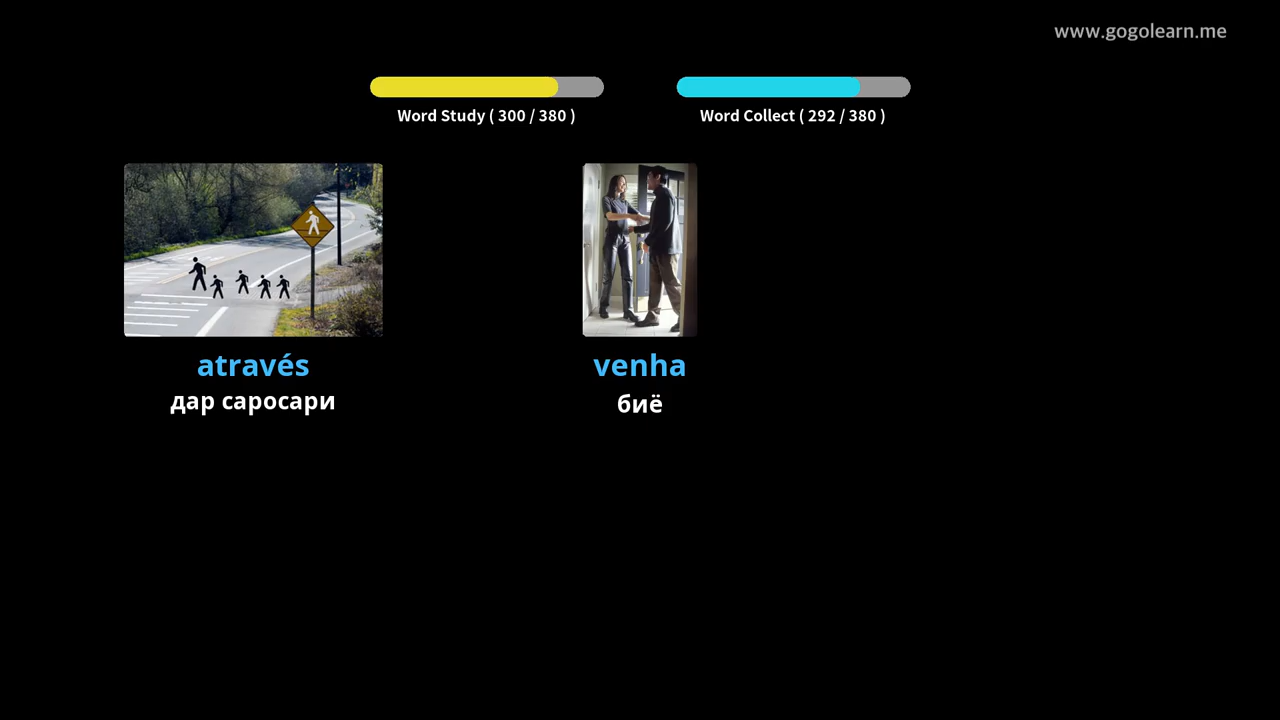 www.gogolearn.me
Word Study ( 300 / 380 )
Word Collect ( 292 / 380 )
através
дар саросари
venha
биё